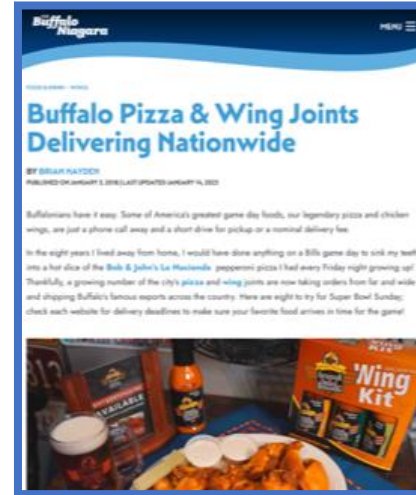 Buffalo
Niagara
MENU
FOOD & DRINK · WINGS
Buffalo Pizza & Wing Joints
Delivering Nationwide
BY BRIAN HAYDEN
PUBLISHED ON JANUARY 3, 2018 | LAST UPDATED JANUARY 14, 2021
Buffalonians have it easy. Some of America's greatest game day foods, our legendary pizza and chicken
wings, are just a phone call away and a short drive for pickup or a nominal delivery fee.
In the eight years I lived away from home, I would have done anything on a Bills game day to sink my teeth
into a hot slice of the Bob & John's La Hacienda pepperoni pizza I had every Friday night growing up!
Thankfully, a growing number of the city's pizza and wing joints are now taking orders from far and wide
and shipping Buffalo's famous exports across the country. Here are eight to try for Super Bowl Sunday;
check each website for delivery deadlines to make sure your favorite food arrives in time for the game!
AVAILABLE
'Wing
Kit